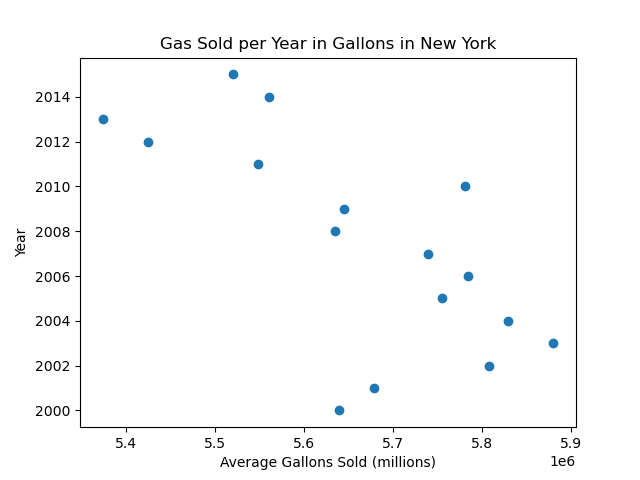 Gas Sold per Year in Gallons in New York
2014
2012
2010
2008
2006
2004
2002
2000
Year
5.4 5.5 5.6 5.7 5.8 5.9
1e6
Average Gallons Sold (millions)